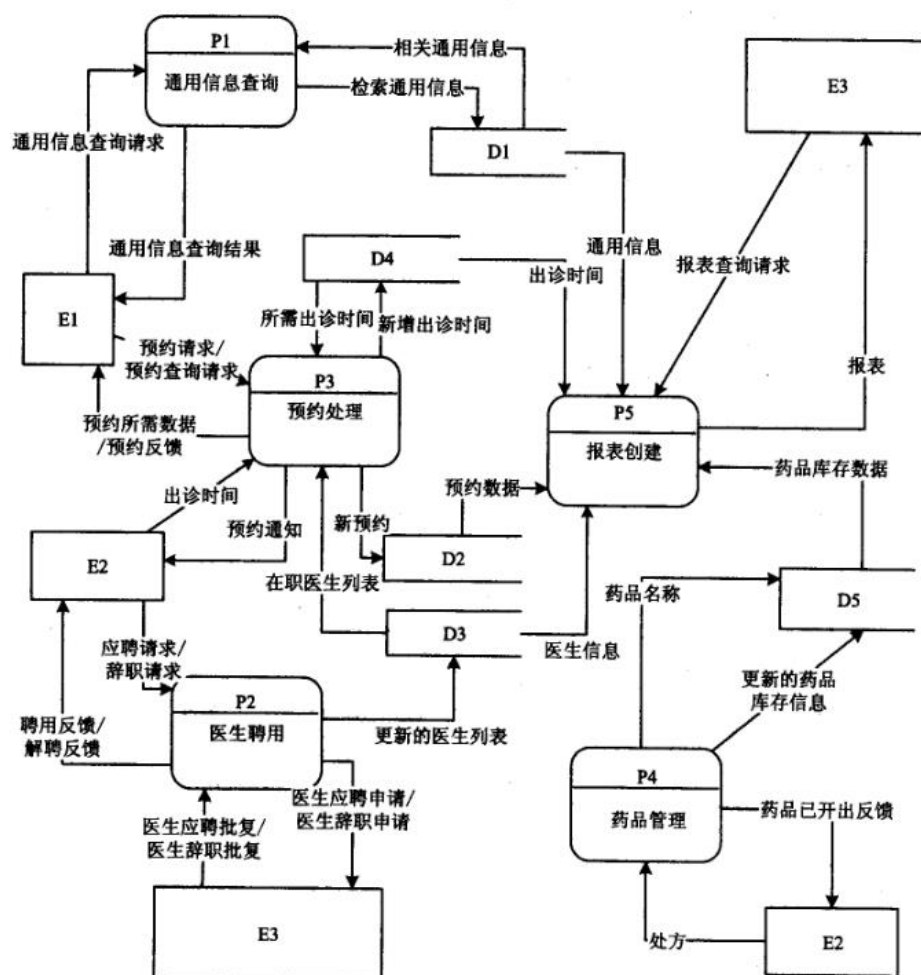 P1
通用信息查询
相关通用信息
检索通用信息
E3
通用信息查询请求
D1
通用信息查询结果
D4
通用信息
出诊时间
报表查询请求
E1
所需出诊时间
新增出诊时间
预约请求/
预约查询请求
P3
预约处理
报表
预约所需数据
/预约反馈
P5
报表创建
药品库存数据
出诊时间
预约通知
新预约
预约数据
E2
D2
在职医生列表
药品名称
D5
D3
医生信息
应聘请求/
辞职请求
更新的药品
库存信息
P2
医生聘用
更新的医生列表
聘用反馈/
解聘反馈
P4
药品管理
药品已开出反馈
医生应聘申请/
医生辞职申请
医生应聘批复/
医生辞职批复
E3
处方
E2